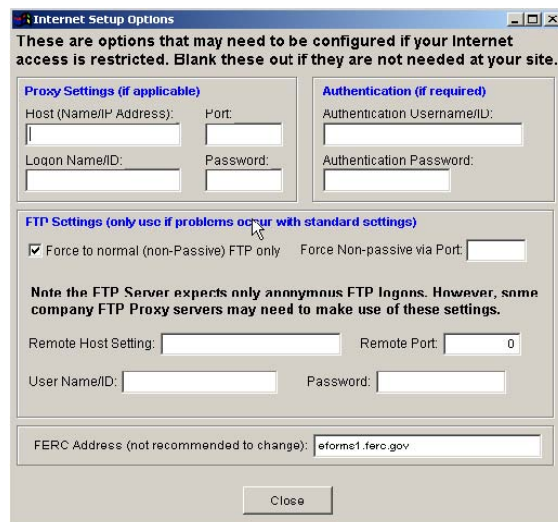 Internet Setup Options
These are options that may need to be configured if your Internet
access is restricted. Blank these out if they are not needed at your site.
Proxy Settings (if applicable)
Host (Name/IP Address): Port:
Logon Name/ID: Password:
Authentication (if required)
Authentication Username/ID:
Authentication Password:
FTP Settings (only use if problems occur with standard settings)
Force to normal (non-Passive) FTP only Force Non-passive via Port:
Note the FTP Server expects only anonymous FTP logons. However, some
company FTP Proxy servers may need to make use of these settings.
Remote Host Setting: Remote Port: 0
User Name/ID: Password:
FERC Address (not recommended to change): eforms1.ferc.gov
Close